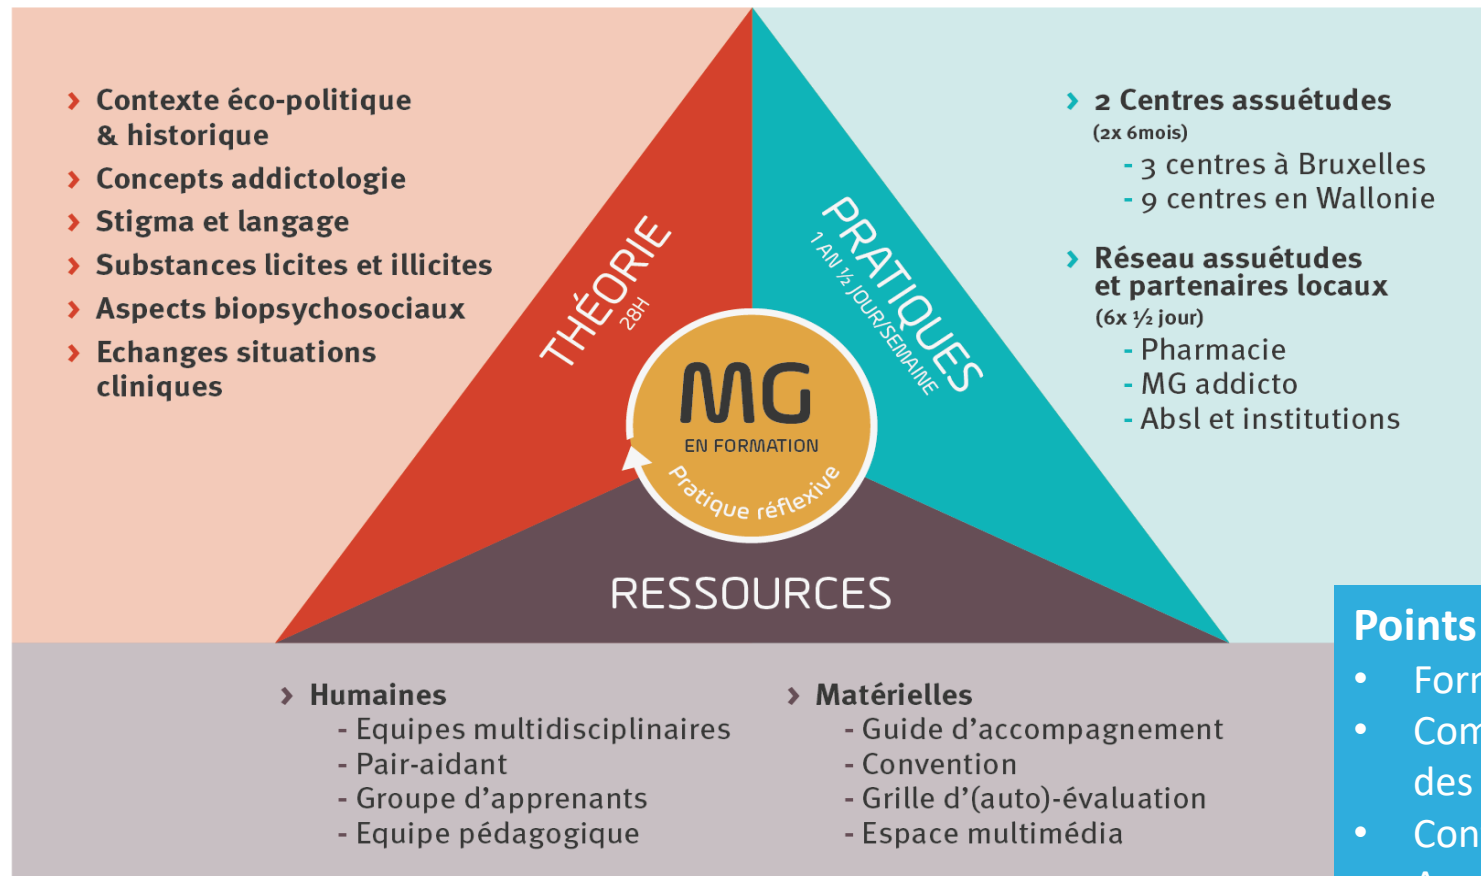 › Contexte éco-politique
& historique
› Concepts addictologie
› Stigma et langage
› Substances licites et illicites
› Aspects biopsychosociaux
› Echanges situations
cliniques
THÉORIE
28H
PRATIQUES
1 AN ½ JOUR/SEMAINE
› 2 Centres assuétudes
(2x 6mois)
- 3 centres à Bruxelles
- 9 centres en Wallonie
› Réseau assuétudes
et partenaires locaux
(6x ½ jour)
- Pharmacie
- MG addicto
- Absl et institutions
MG
EN FORMATION
Pratique réflexive
RESSOURCES
› Humaines
- Equipes multidisciplinaires
- Pair-aidant
- Groupe d’apprenants
- Equipe pédagogique
› Matérielles
- Guide d’accompagnement
- Convention
- Grille d’(auto)-évaluation
- Espace multimédia
Points
•
•
des
•